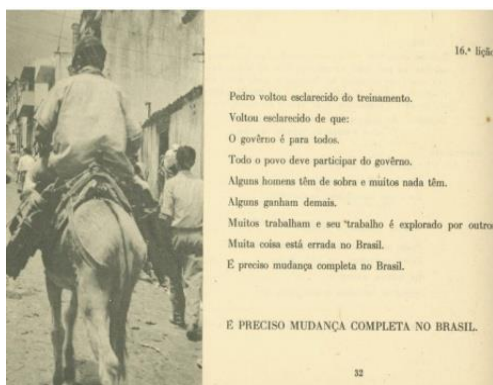 16.ª lição
Pedro voltou esclarecido do treinamento.
Voltou esclarecido de que:
O govêrno é para todos.
Todo o povo deve participar do govêrno.
Alguns homens têm de sobra e muitos nada têm.
Alguns ganham demais.
Muitos trabalham e seu trabalho é explorado por outro
Muita coisa está errada no Brasil.
É preciso mudança completa no Brasil.
É PRECISO MUDANÇA COMPLETA NO BRASIL.
32